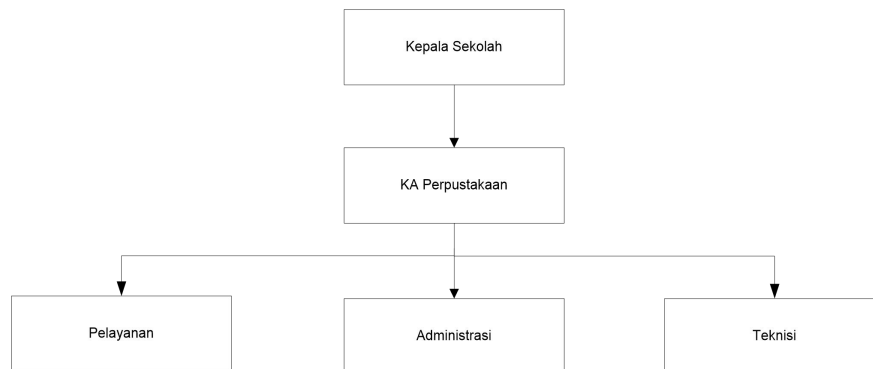 Kepala Sekolah
KA Perpustakaan
Pelayanan
Administrasi
Teknisi